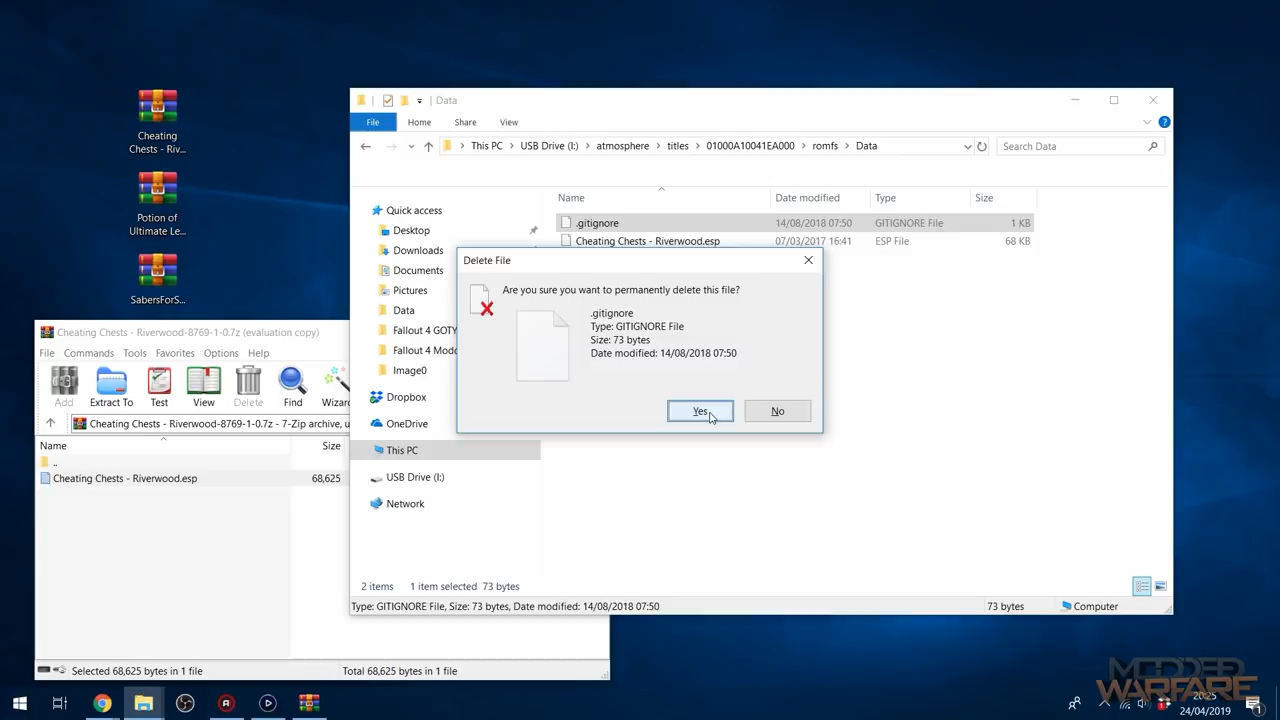 Cheating
Chests - Riv...
Potion of
Ultimate Le...
SabersForS...
Data
File
Home
Share
View
This PC
USB Drive (I:)
atmosphere
titles
01000A10041EA000
romfs
Data
Search Data
Name
Date modified
Type
Size
.gitignore
14/08/2018 07:50
GITIGNORE File
1 KB
Cheating Chests - Riverwood.esp
07/03/2017 16:41
ESP File
68 KB
Quick access
Desktop
Downloads
Documents
Pictures
Data
Fallout 4 GOTY
Fallout 4 Modd
Image0
Dropbox
OneDrive
This PC
USB Drive (I:)
Network
Delete File
Are you sure you want to permanently delete this file?
.gitignore
Type: GITIGNORE File
Size: 73 bytes
Date modified: 14/08/2018 07:50
Yes
No
2 items
1 item selected 73 bytes
Type: GITIGNORE File, Size: 73 bytes, Date modified: 14/08/2018 07:50
73 bytes
Computer
Cheating Chests - Riverwood-8769-1-0.7z (evaluation copy)
File
Commands
Tools
Favorites
Options
Help
Add
Extract To
Test
View
Delete
Find
Wizard
Cheating Chests - Riverwood-8769-1-0.7z - 7-Zip archive, u
Name
Size
..
Cheating Chests - Riverwood.esp
68,625
Selected 68,625 bytes in 1 file
Total 68,625 bytes in 1 file
MODDED
WARFARE
20:25
24/04/2019
1